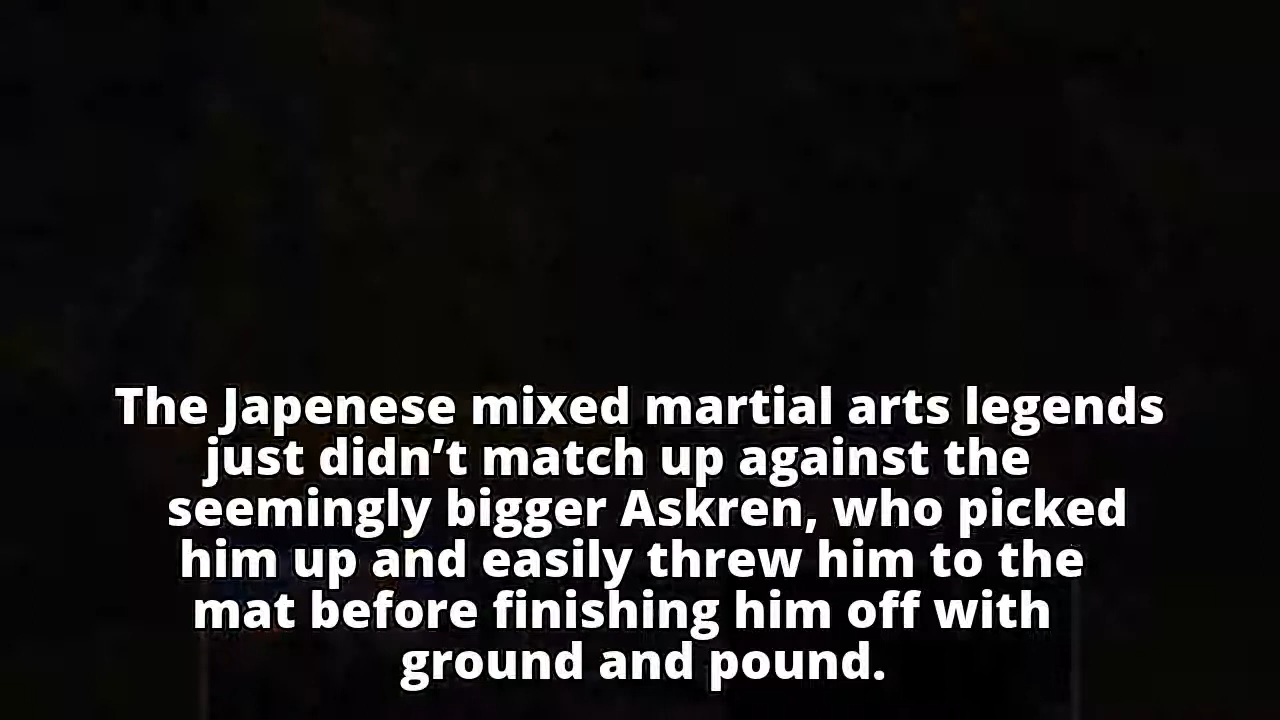 The Japenese mixed martial arts legends
just didn’t match up against the
seemingly bigger Askren, who picked
him up and easily threw him to the
mat before finishing him off with
ground and pound.